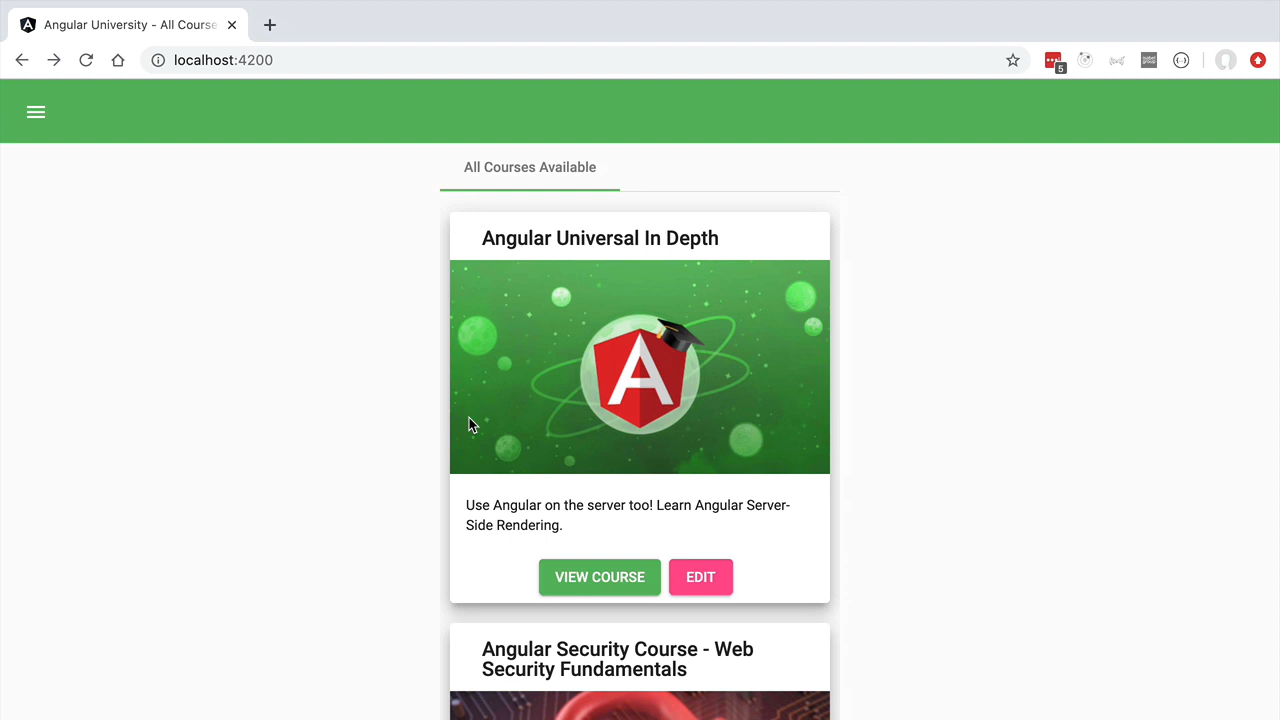 Angular University - All Course
localhost:4200
5
All Courses Available
Angular Universal In Depth
A
Use Angular on the server too! Learn Angular Server-
Side Rendering.
VIEW COURSE EDIT
Angular Security Course - Web
Security Fundamentals